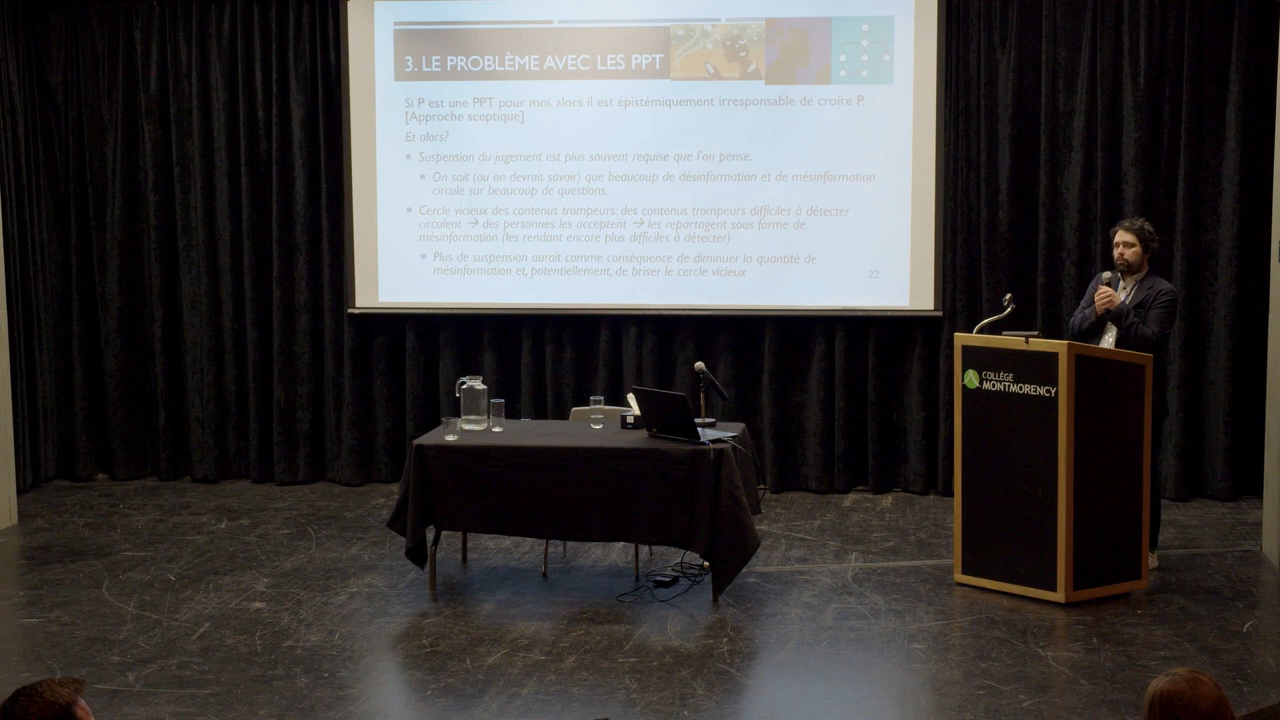 3. LE PROBLÈME AVEC LES PPT
Si P est une PPT pour moi, alors il est épistémiquement irresponsable de croire P.
[Approche sceptique]
Et alors?
Suspension du jugement est plus souvent requise que l'on pense.
On sait (ou on devrait savoir) que beaucoup de désinformation et de mésinformation
circule sur beaucoup de questions.
Cercle vicieux des contenus trompeurs: des contenus trompeurs difficiles à détecter
circulent → des personnes les acceptent → les repartagent sous forme de
mésinformation (les rendant encore plus difficiles à détecter)
Plus de suspension aurait comme conséquence de diminuer la quantité de
mésinformation et, potentiellement, de briser le cercle vicieux
22
COLLÈGE
MONTMORENCY